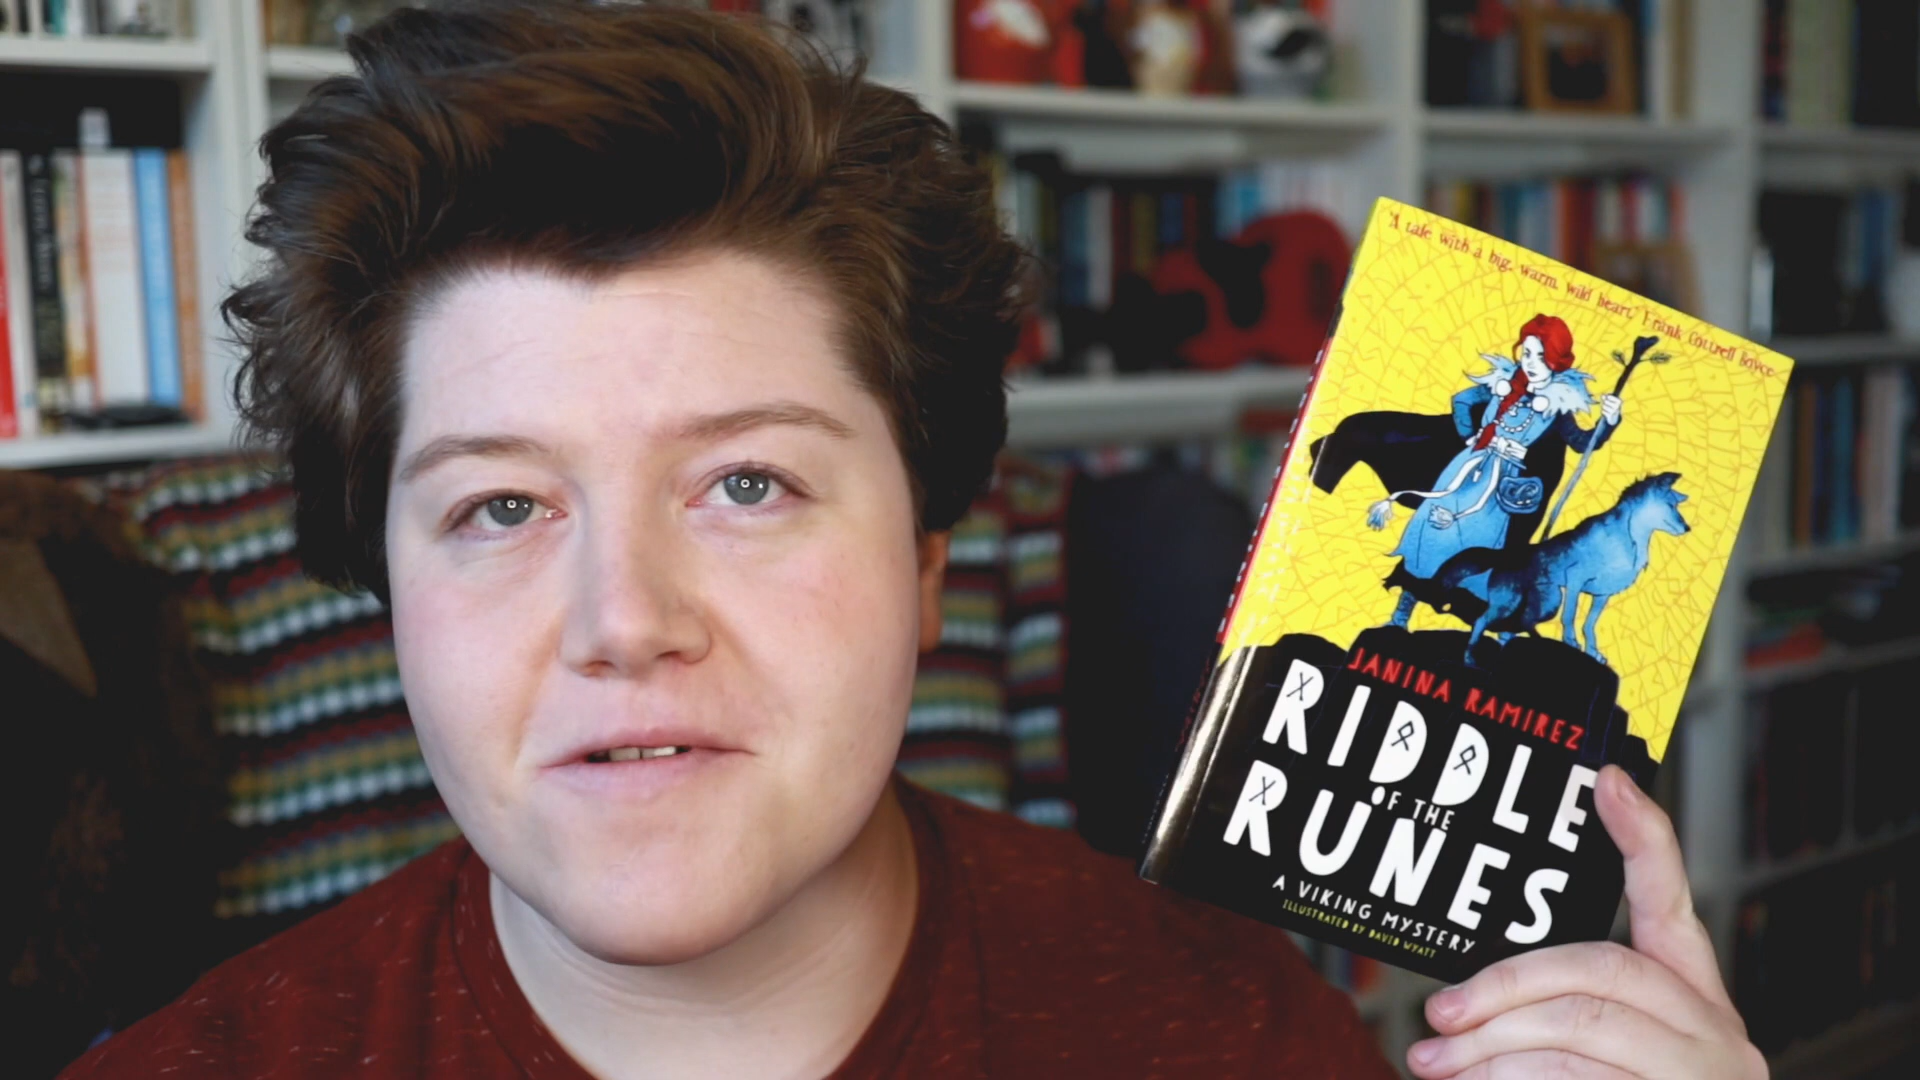 'A tale with a big, warm, wild heart.' Frank Cottrell Boyce
JANINA RAMIREZ
RIDDLE
OF THE
RUNES
A VIKING MYSTERY
ILLUSTRATED BY DAVID WYATT